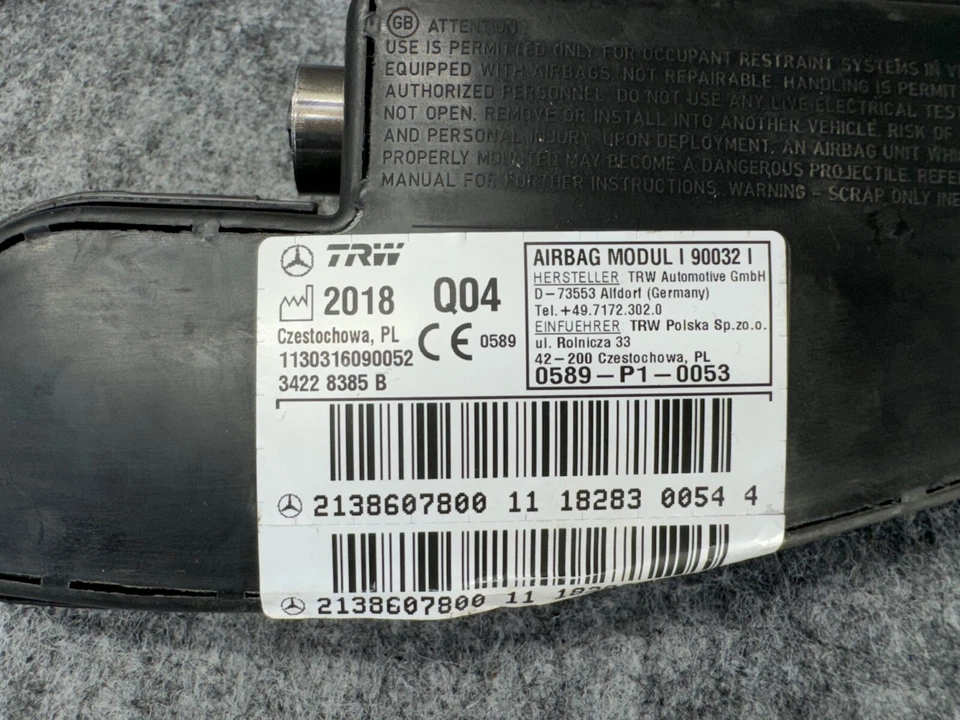 GB ATTENTION
USE IS PERMITTED ONLY FOR OCCUPANT RESTRAINT SYSTEMS IN
EQUIPPED WITH AIRBAGS. NOT REPAIRABLE. HANDLING IS PERMIT
AUTHORIZED PERSONNEL. DO NOT USE ANY LIVE ELECTRICAL TES
NOT OPEN, REMOVE OR INSTALL INTO ANOTHER VEHICLE. RISK OF
AND PERSONAL INJURY. UPON DEPLOYMENT, AN AIRBAG UNIT WHI
PROPERLY MOUNTED MAY BECOME A DANGEROUS PROJECTILE. REFE
MANUAL FOR FURTHER INSTRUCTIONS. WARNING - SCRAP ONLY INE
TRW
2018 Q04
Czestochowa, PL
1130316090052
34228385 B
CE 0589
AIRBAG MODUL I 90032 I
HERSTELLER: TRW Automotive GmbH
D-73553 Alfdorf (Germany)
Tel. +49.7172.302.0
EINFUEHRER: TRW Polska Sp.zo.o.
ul. Rolnicza 33
42-200 Czestochowa, PL
0589-P1-0053
2138607800 11 18283 0054 4
2138607800 11